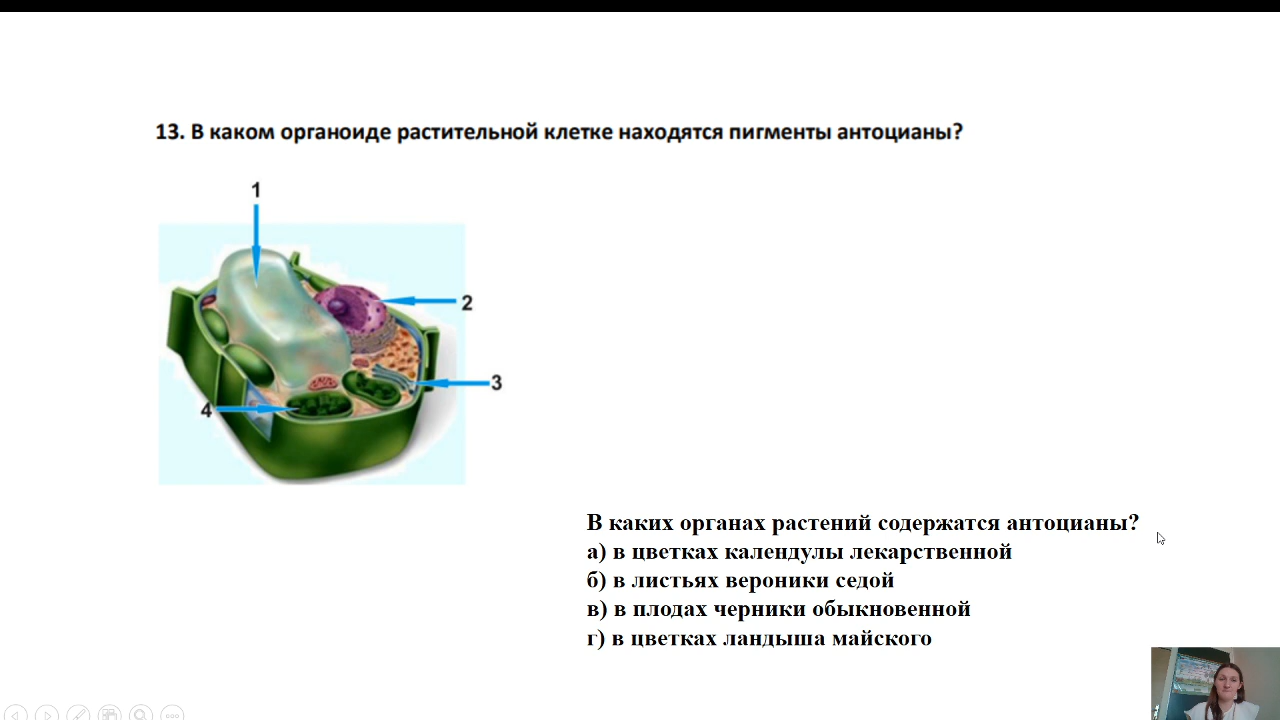 13. В каком органоиде растительной клетке находятся пигменты антоцианы?
1
2
3
4
В каких органах растений содержатся антоцианы?
а) в цветках календулы лекарственной
б) в листьях вероники седой
в) в плодах черники обыкновенной
г) в цветках ландыша майского